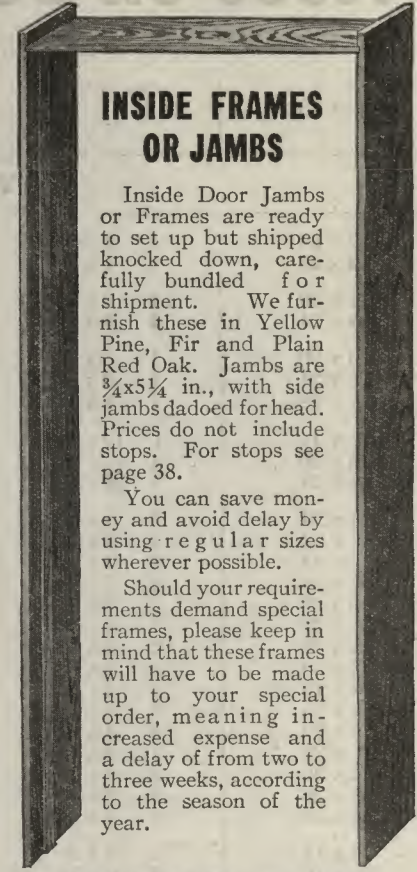 INSIDE FRAMES
OR JAMBS
Inside Door Jambs
or Frames are ready
to set up but shipped
knocked down, care-
fully bundled for
shipment. We fur-
nish these in Yellow
Pine, Fir and Plain
Red Oak. Jambs are
¾x5¼ in., with side
jambs dadoed for head.
Prices do not include
stops. For stops see
page 38.
You can save mon-
ey and avoid delay by
using regular sizes
wherever possible.
Should your require-
ments demand special
frames, please keep in
mind that these frames
will have to be made
up to your special
order, meaning in-
creased expense and
a delay of from two to
three weeks, according
to the season of the
year.